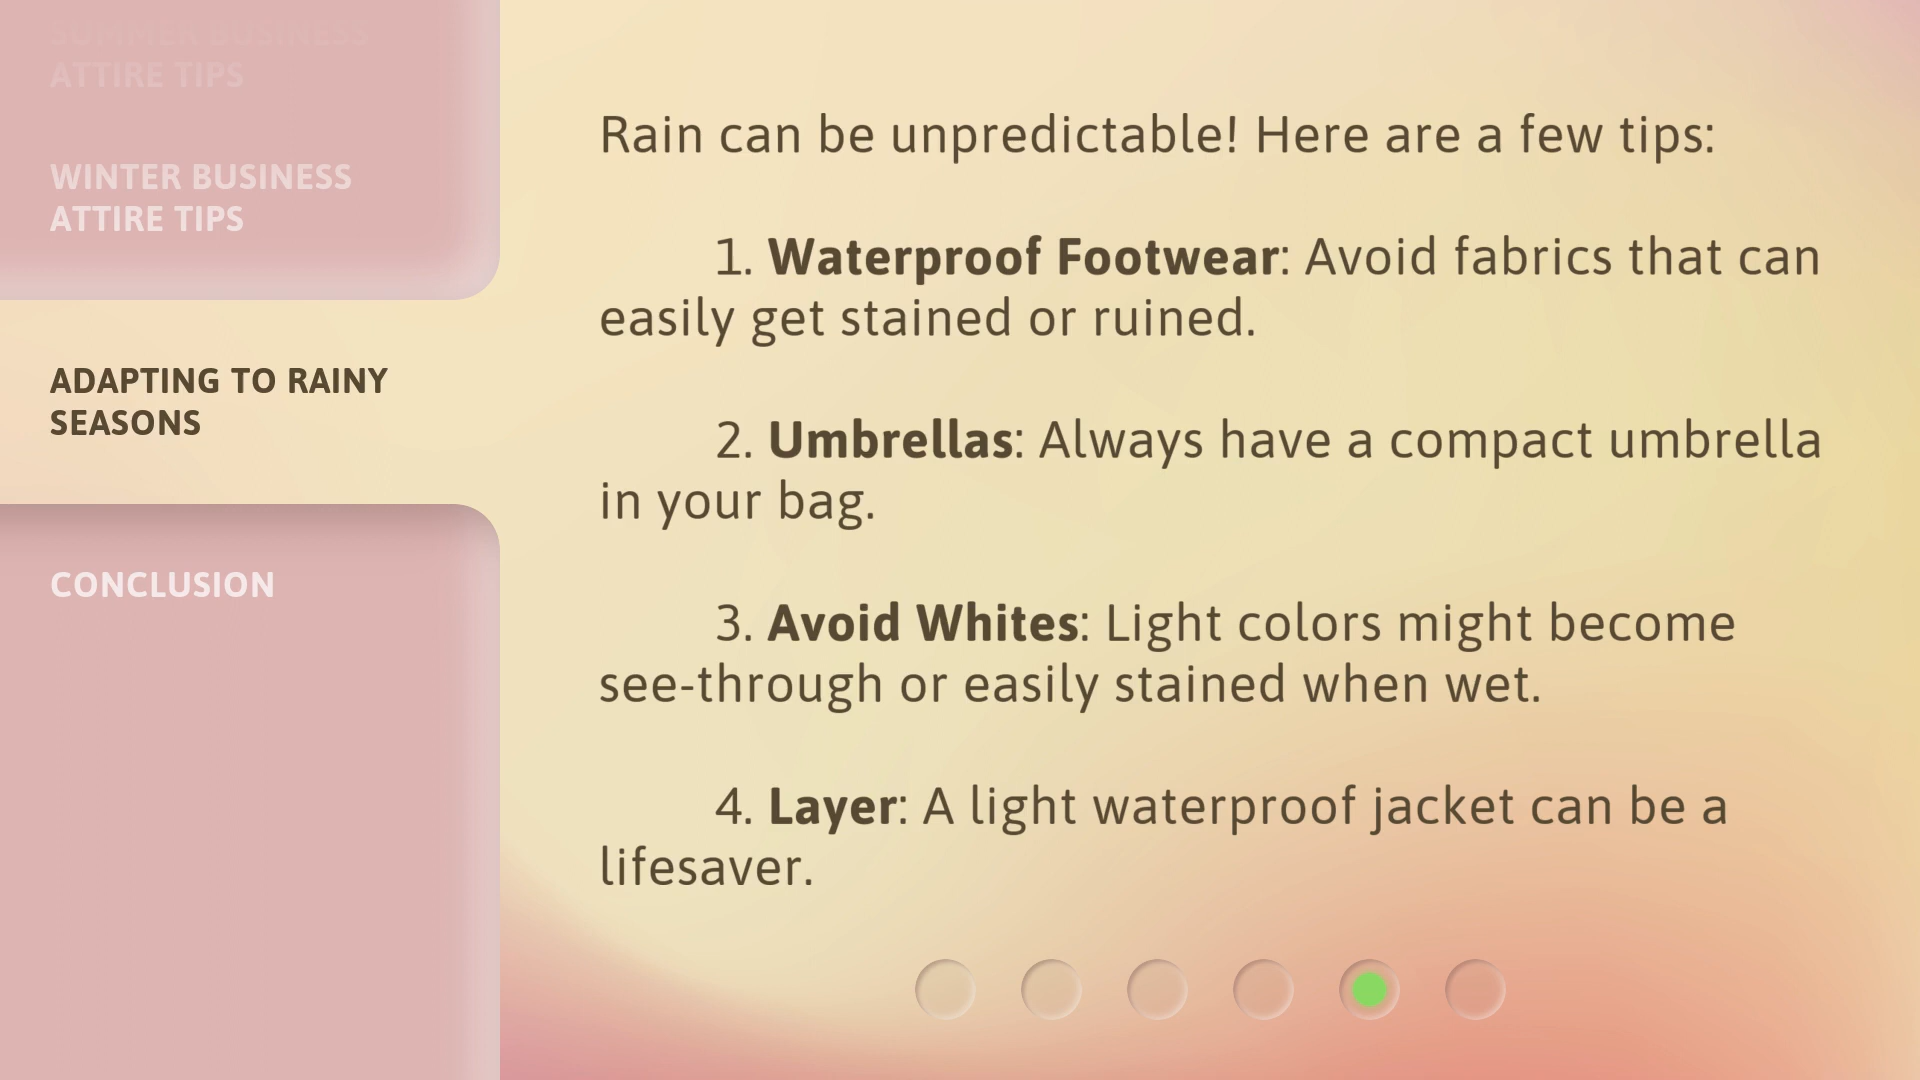 SUMMER BUSINESS
ATTIRE TIPS
WINTER BUSINESS
ATTIRE TIPS
ADAPTING TO RAINY
SEASONS
CONCLUSION
Rain can be unpredictable! Here are a few tips:
1. Waterproof Footwear: Avoid fabrics that can
easily get stained or ruined.
2. Umbrellas: Always have a compact umbrella
in your bag.
3. Avoid Whites: Light colors might become
see-through or easily stained when wet.
4. Layer: A light waterproof jacket can be a
lifesaver.